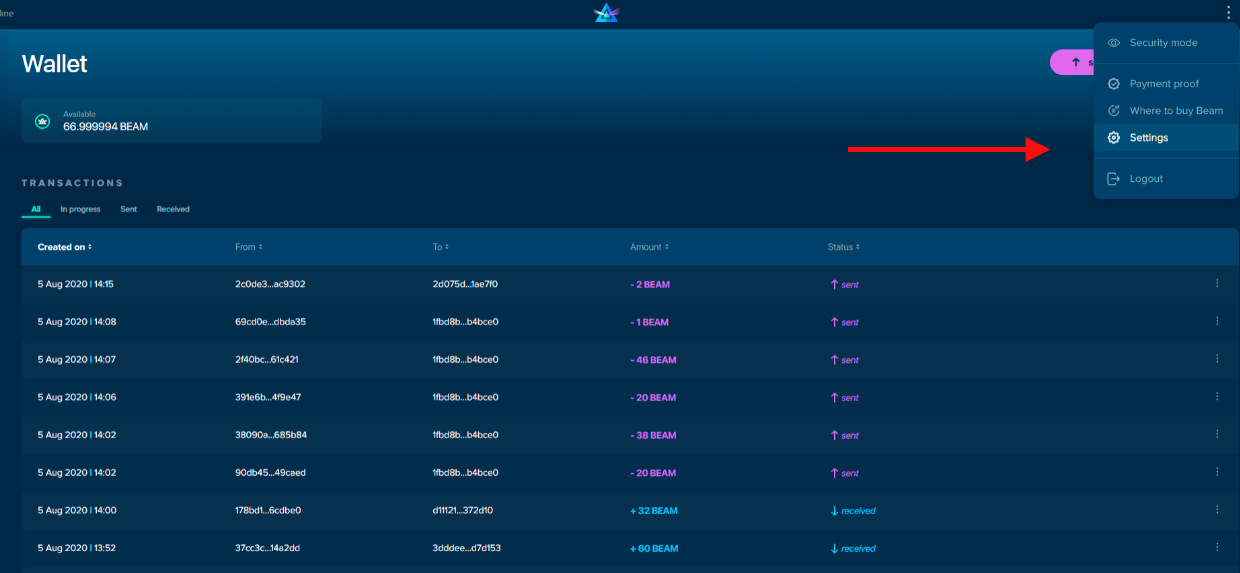 line
Wallet
Security mode
Available
66.999994 BEAM
Payment proof
Where to buy Beam
Settings
Logout
TRANSACTIONS
All In progress Sent Received
Created on From To Amount Status
5 Aug 2020 | 14:15 2c0de3...ac9302 2d075d...1ae7f0 - 2 BEAM sent
5 Aug 2020 | 14:08 69cd0e...dbda35 1fbd8b...b4bce0 - 1 BEAM sent
5 Aug 2020 | 14:07 2f40bc...61c421 1fbd8b...b4bce0 - 46 BEAM sent
5 Aug 2020 | 14:06 391e6b...4f9e47 1fbd8b...b4bce0 - 20 BEAM sent
5 Aug 2020 | 14:02 38090a...685b84 1fbd8b...b4bce0 - 38 BEAM sent
5 Aug 2020 | 14:02 90db45...49caed 1fbd8b...b4bce0 - 20 BEAM sent
5 Aug 2020 | 14:00 178bd1...6cdbe0 d11121...372d10 + 32 BEAM received
5 Aug 2020 | 13:52 37cc3c...14a2dd 3dddee...d7d153 + 60 BEAM received